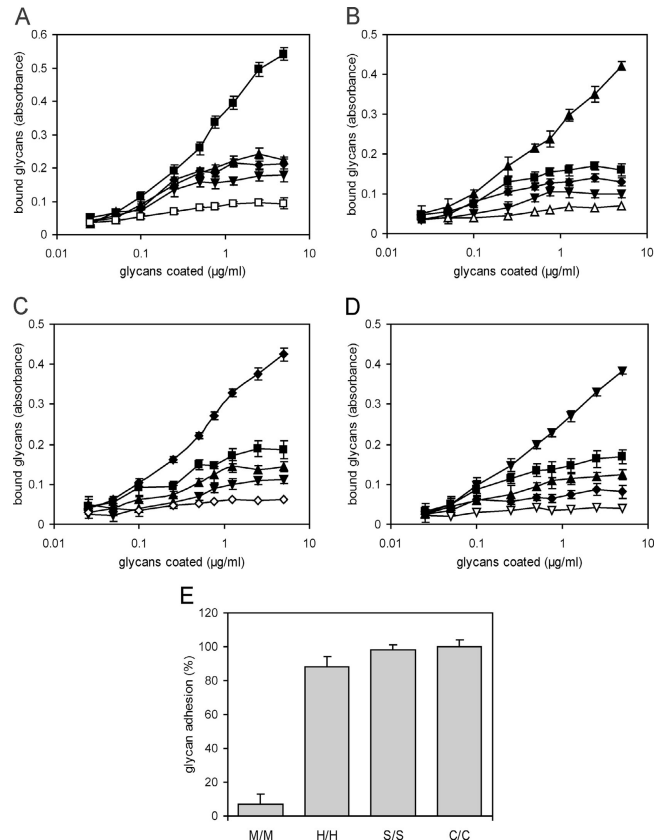 A
0.6
0.5
0.4
0.3
0.2
0.1
0
bound glycans (absorbance)
0.01 0.1 1 10
glycans coated (µg/ml)
B
0.5
0.4
0.3
0.2
0.1
0
bound glycans (absorbance)
0.01 0.1 1 10
glycans coated (µg/ml)
C
0.5
0.4
0.3
0.2
0.1
0
bound glycans (absorbance)
0.01 0.1 1 10
glycans coated (µg/ml)
D
0.5
0.4
0.3
0.2
0.1
0
bound glycans (absorbance)
0.01 0.1 1 10
glycans coated (µg/ml)
E
120
100
80
60
40
20
0
glycan adhesion (%)
M/M H/H S/S C/C